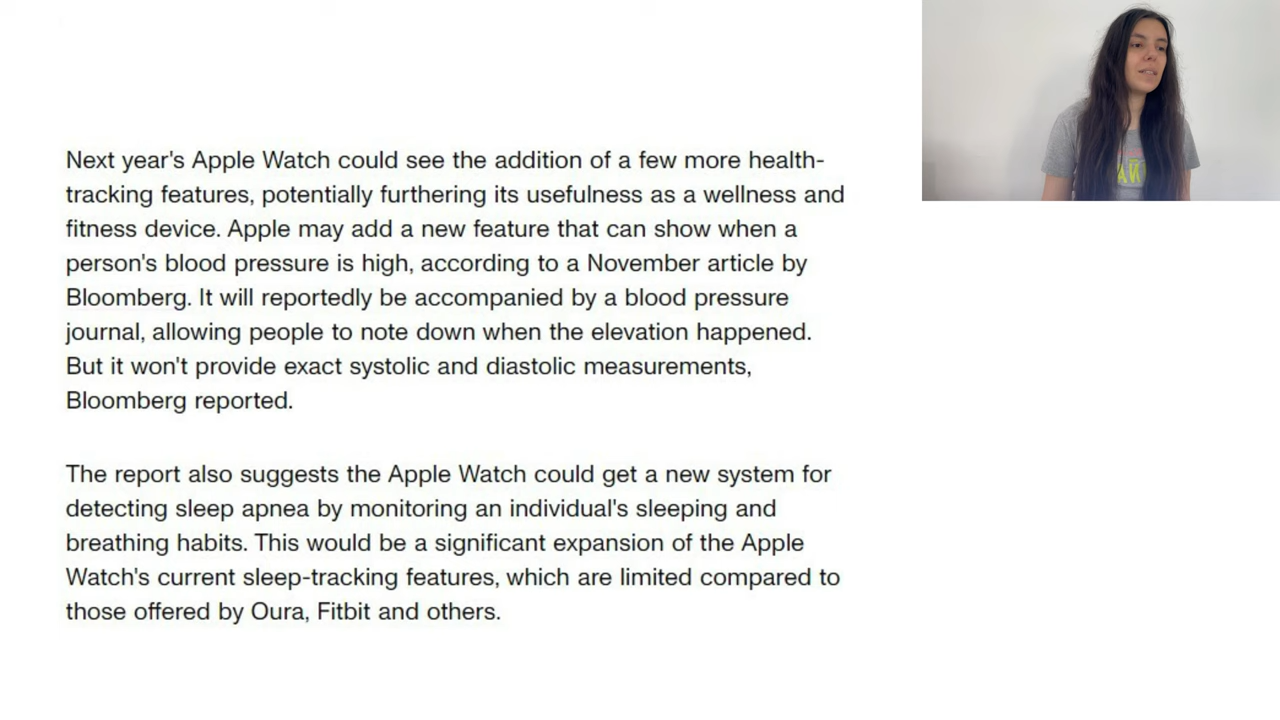 Next year's Apple Watch could see the addition of a few more health-
tracking features, potentially furthering its usefulness as a wellness and
fitness device. Apple may add a new feature that can show when a
person's blood pressure is high, according to a November article by
Bloomberg. It will reportedly be accompanied by a blood pressure
journal, allowing people to note down when the elevation happened.
But it won't provide exact systolic and diastolic measurements,
Bloomberg reported.
The report also suggests the Apple Watch could get a new system for
detecting sleep apnea by monitoring an individual's sleeping and
breathing habits. This would be a significant expansion of the Apple
Watch's current sleep-tracking features, which are limited compared to
those offered by Oura, Fitbit and others.